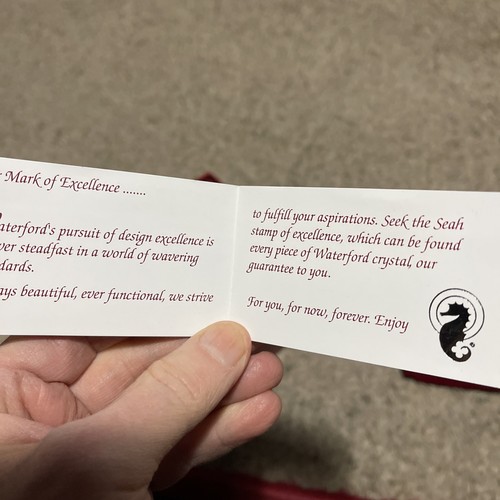 Mark of Excellence .......
aterford's pursuit of design excellence is
ver steadfast in a world of wavering
dards.
ays beautiful, ever functional, we strive
to fulfill your aspirations. Seek the Seah
stamp of excellence, which can be found
every piece of Waterford crystal, our
guarantee to you.
For you, for now, forever. Enjoy